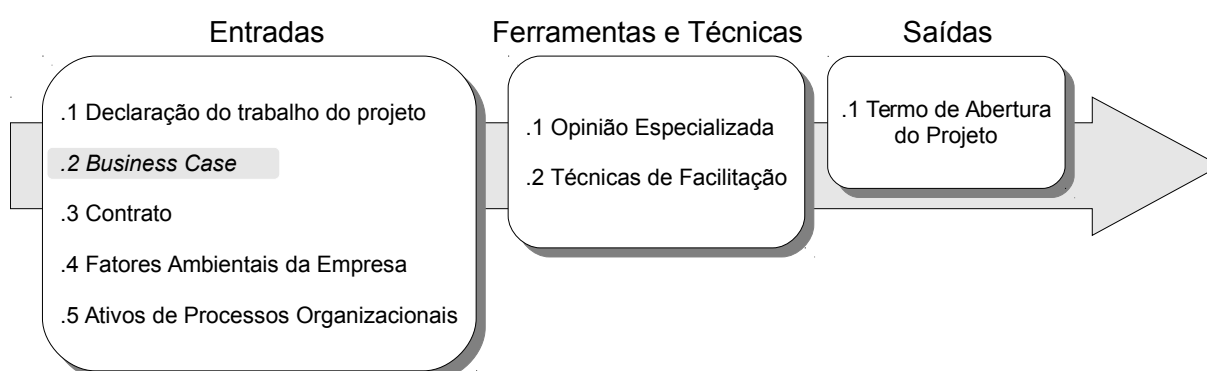 Entradas
.1 Declaração do trabalho do projeto
.2 Business Case
.3 Contrato
.4 Fatores Ambientais da Empresa
.5 Ativos de Processos Organizacionais
Ferramentas e Técnicas
.1 Opinião Especializada
.2 Técnicas de Facilitação
Saídas
.1 Termo de Abertura
do Projeto